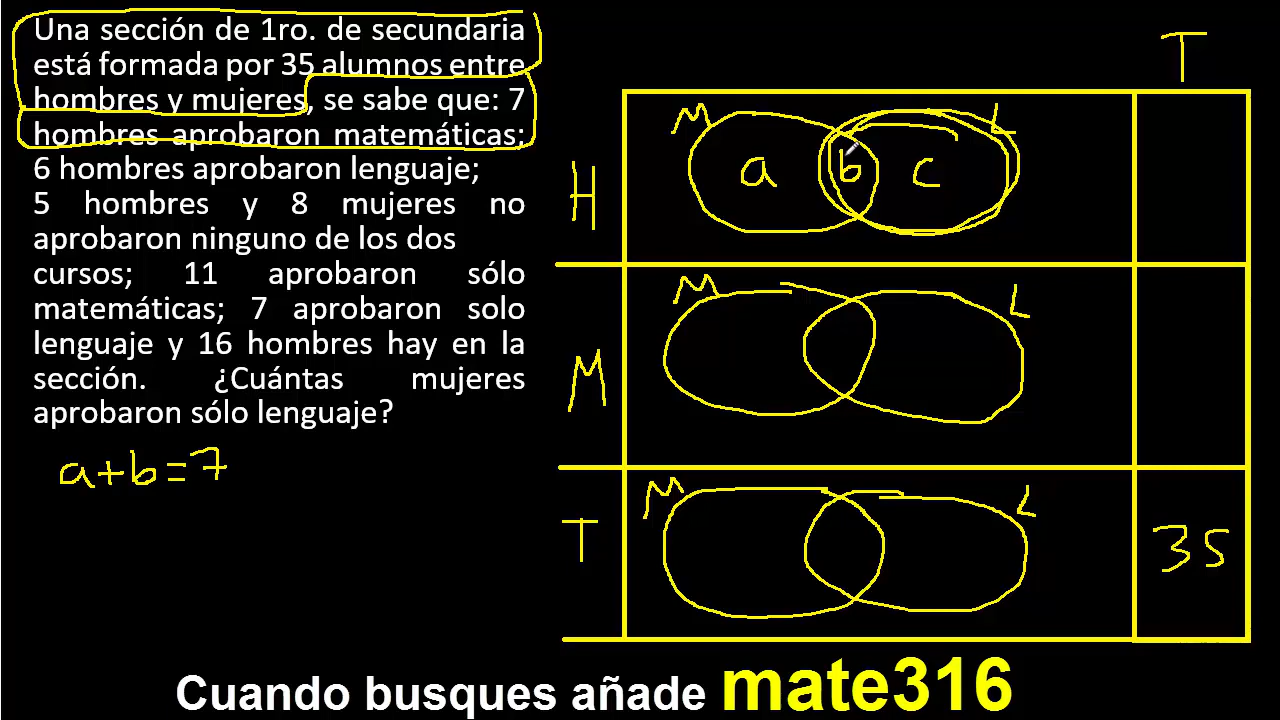 Una sección de 1ro. de secundaria
está formada por 35 alumnos entre
hombres y mujeres, se sabe que: 7
hombres aprobaron matemáticas;
6 hombres aprobaron lenguaje;
5 hombres y 8 mujeres no
aprobaron ninguno de los dos
cursos; 11 aprobaron sólo
matemáticas; 7 aprobaron solo
lenguaje y 16 hombres hay en la
sección. ¿Cuántas mujeres
aprobaron sólo lenguaje?
a+b=7
T
M L
H a b c
M L
M
M L
T 35
Cuando busques añade mate316